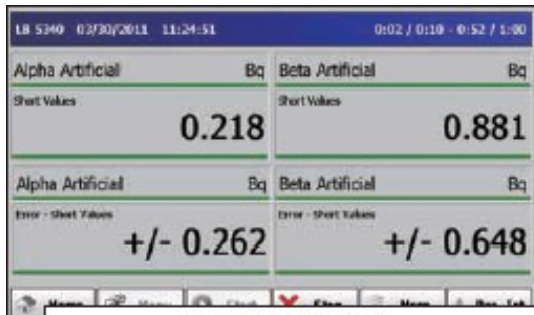 LB 5340 03/30/2011 11:24:51 0:02 / 0:10 - 0:52 / 1:00
Alpha Artificial Bq Beta Artificial Bq
Short Values Short Values
0.218 0.881
Alpha Artificial Bq Beta Artificial Bq
Error - Short Values Error - Short Values
+/- 0.262 +/- 0.648